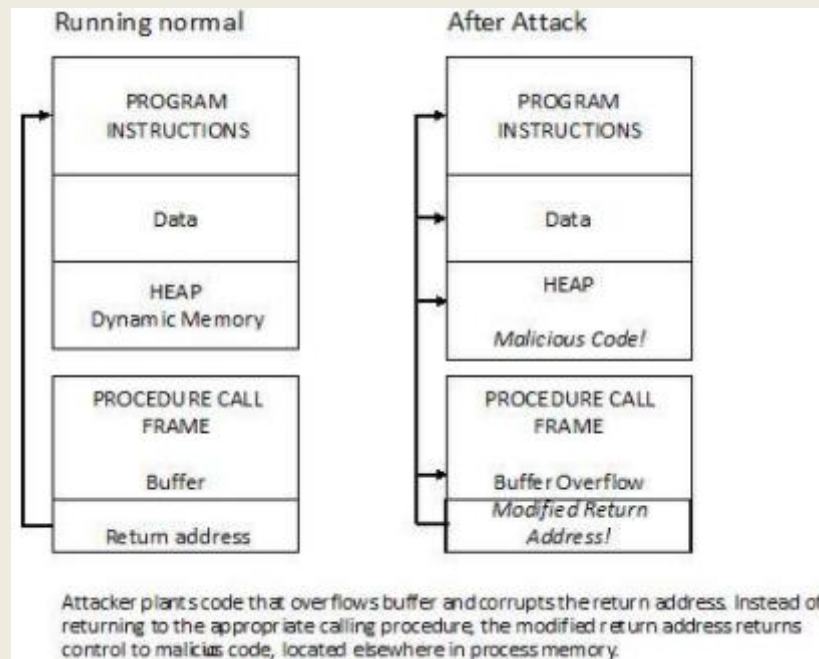 Running normal
PROGRAM
INSTRUCTIONS
Data
HEAP
Dynamic Memory
PROCEDURE CALL
FRAME
Buffer
Return address
After Attack
PROGRAM
INSTRUCTIONS
Data
HEAP
Malicious Code!
PROCEDURE CALL
FRAME
Buffer Overflow
Modified Return
Address!
Attacker plants code that overflows buffer and corrupts the return address. Instead of
returning to the appropriate calling procedure, the modified return address returns
control to malicius code, located elsewhere in process memory.